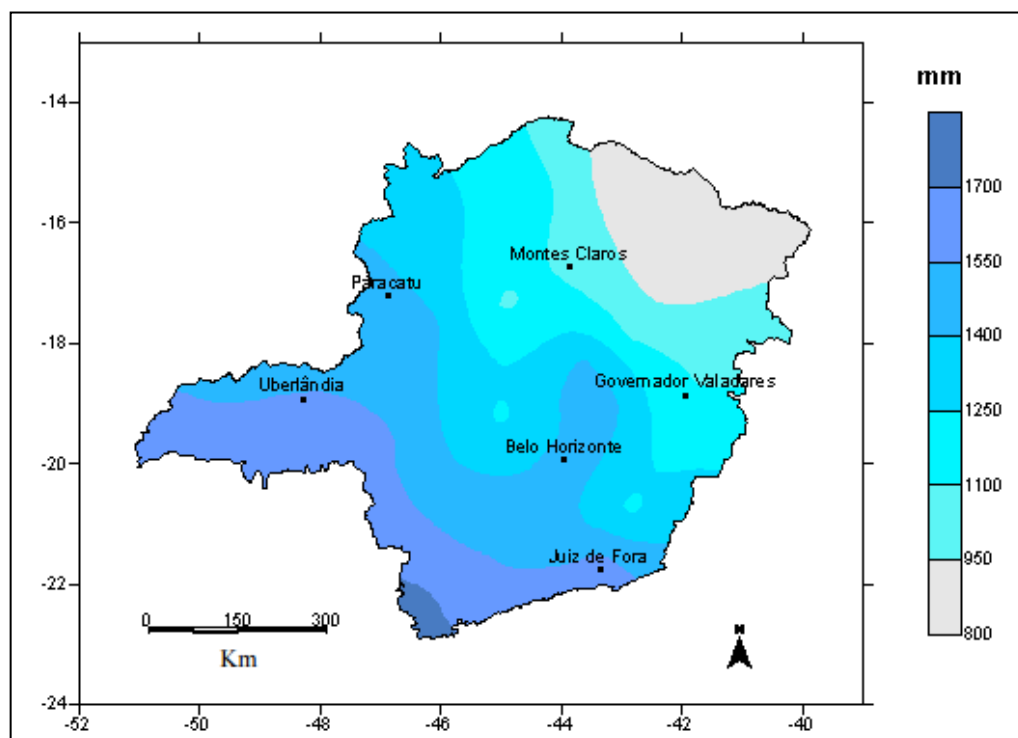 mm
-14
-16
-18
-20
-22
-24
Montes Claros
Paracatu
Uberlândia
Governador Valadares
Belo Horizonte
Juiz de Fora
1700
1550
1400
1250
1100
950
800
0 150 300
Km
N
-52 -50 -48 -46 -44 -42 -40